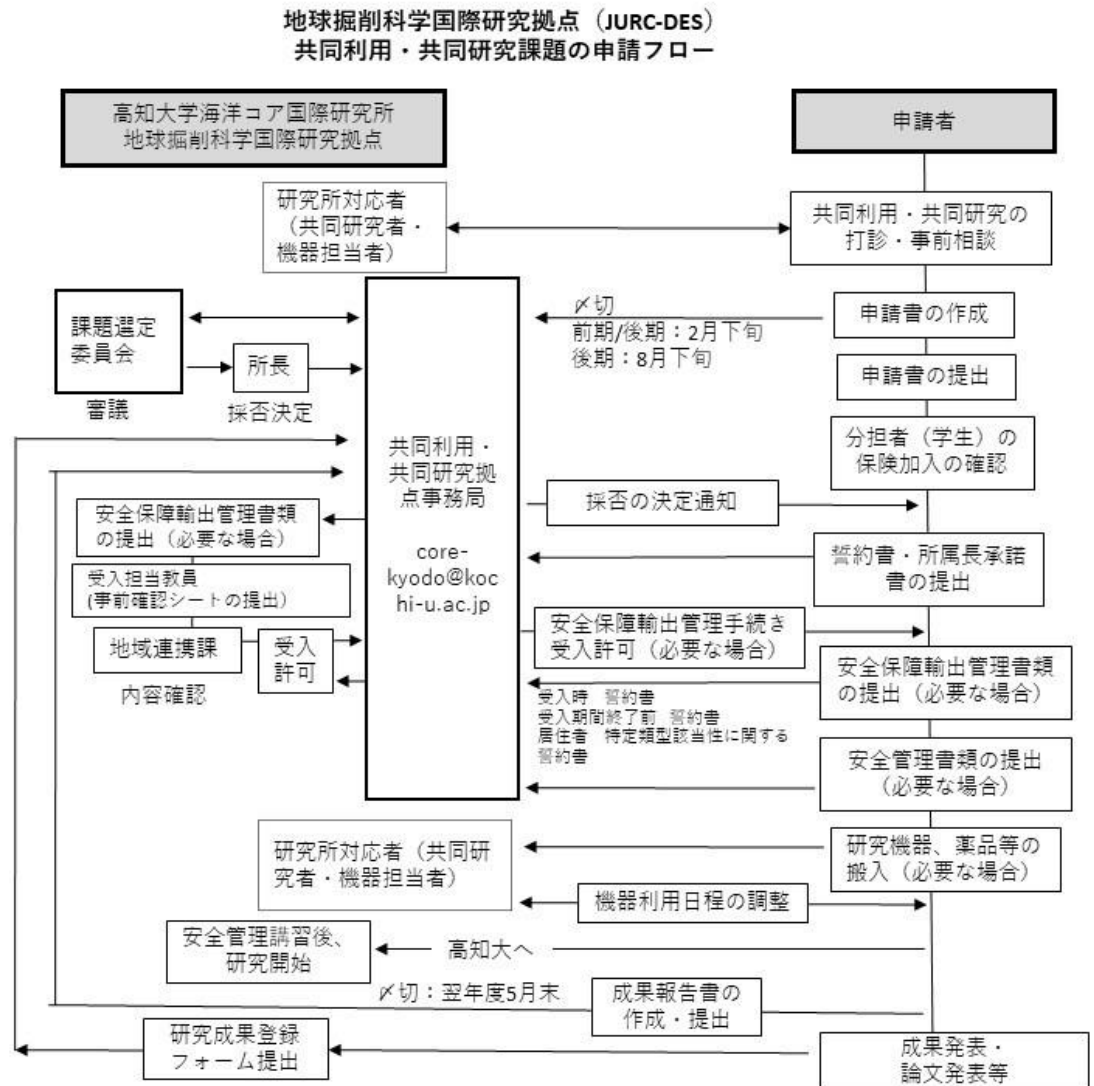 地球掘削科学国際研究拠点（JURC-DES）
共同利用・共同研究課題の申請フロー
高知大学海洋コア国際研究所
地球掘削科学国際研究拠点
申請者
研究所対応者
（共同研究者・
機器担当者）
共同利用・共同研究の
打診・事前相談
課題選定
委員会
審議
所長
採否決定
〆切
前期/後期：2月下旬
後期：8月下旬
申請書の作成
申請書の提出
分担者（学生）の
保険加入の確認
共同利用・
共同研究拠
点事務局
core-
kyodo@koc
hi-u.ac.jp
採否の決定通知
安全保障輸出管理書類
の提出（必要な場合）
受入担当教員
(事前確認シートの提出）
地域連携課
内容確認
受入
許可
誓約書・所属長承諾
書の提出
安全保障輸出管理手続き
受入許可（必要な場合）
安全保障輸出管理書類
の提出（必要な場合）
受入時　誓約書
受入期間終了前　誓約書
居住者　特定類型該当性に関する
誓約書
安全管理書類の提出
（必要な場合）
研究所対応者（共同研
究者・機器担当者）
研究機器、薬品等の
搬入（必要な場合）
機器利用日程の調整
安全管理講習後、
研究開始
高知大へ
〆切：翌年度5月末
成果報告書の
作成・提出
研究成果登録
フォーム提出
成果発表・
論文発表等